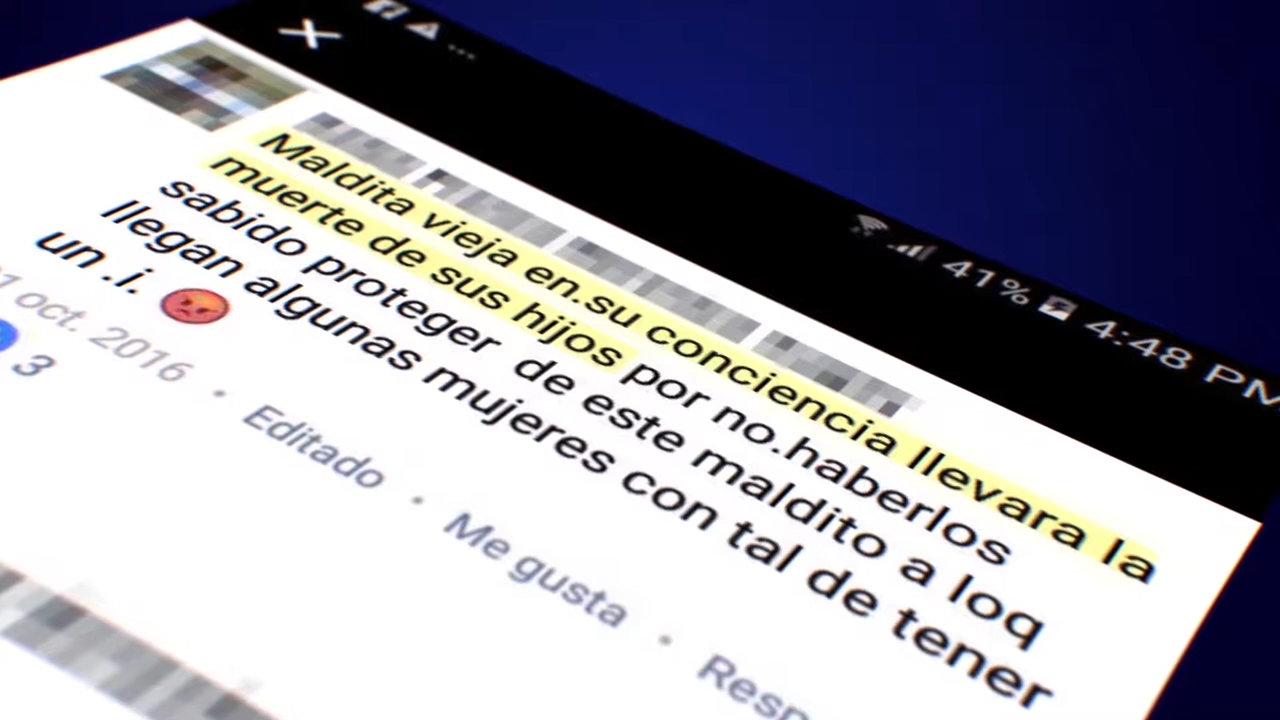 41% 4:48 PM
Maldita vieja en.su conciencia llevara la
muerte de sus hijos por no.haberlos
sabido proteger de este maldito a loq
llegan algunas mujeres con tal de tener
un .i.
1 oct. 2016 · Editado · Me gusta · Resp
3